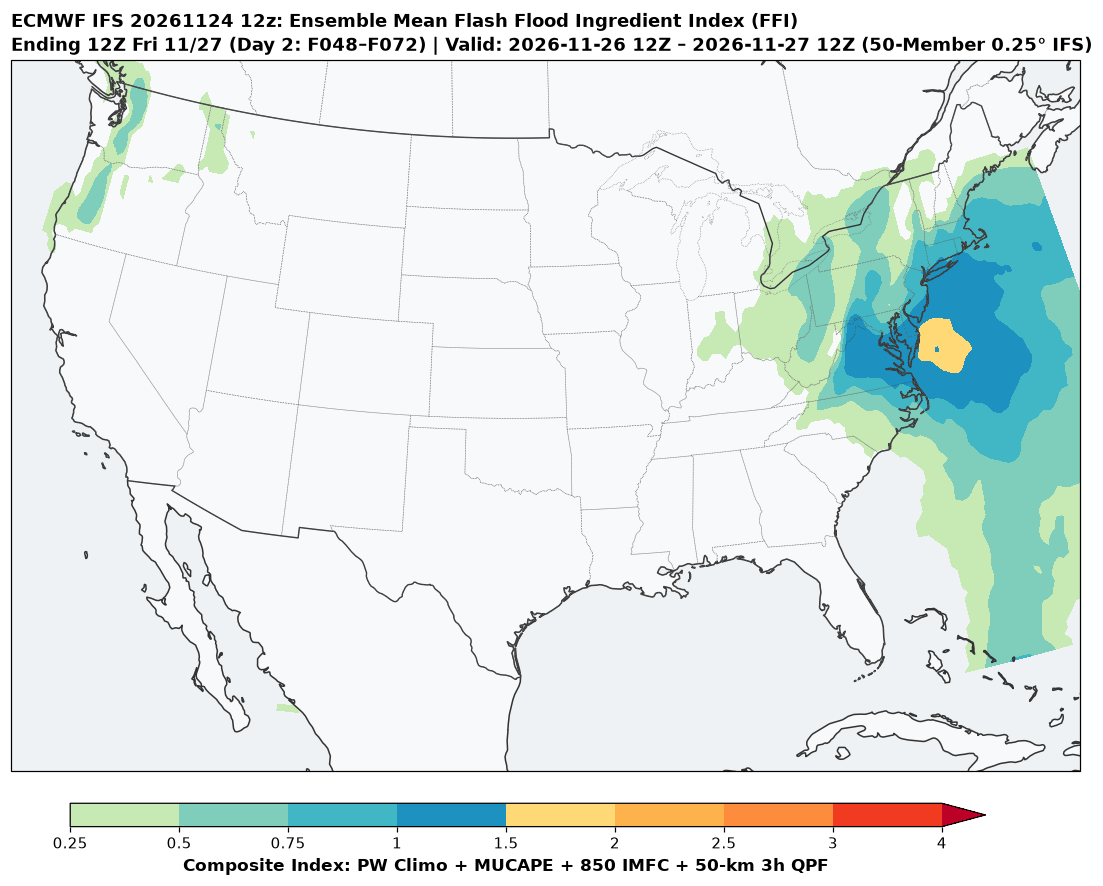 ECMWF IFS 20261124 12z: Ensemble Mean Flash Flood Ingredient Index (FFI)
Ending 12Z Fri 11/27 (Day 2: F048–F072) | Valid: 2026-11-26 12Z – 2026-11-27 12Z (50-Member 0.25° IFS)
0.25 0.5 0.75 1 1.5 2 2.5 3 4
Composite Index: PW Climo + MUCAPE + 850 IMFC + 50-km 3h QPF